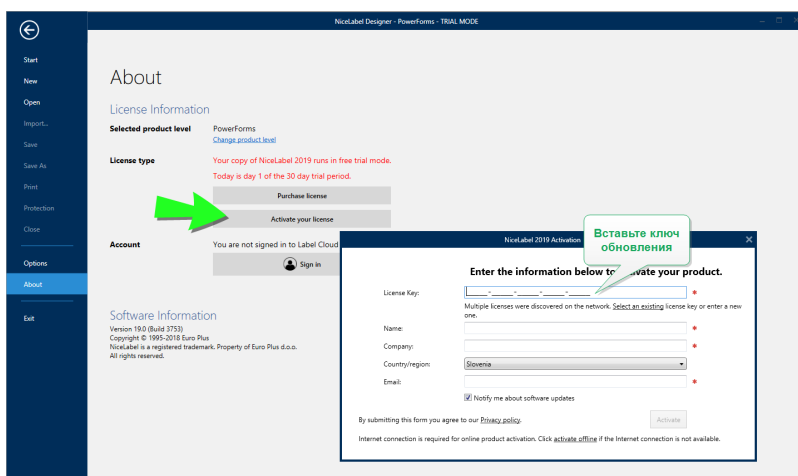 NiceLabel Designer - PowerForms - TRIAL MODE
Start
New
Open
Import...
Save
Save As
Print
Protection
Close
Options
About
Exit
About
License Information
Selected product level
PowerForms
Change product level
License type
Your copy of NiceLabel 2019 runs in free trial mode.
Today is day 1 of the 30 day trial period.
Purchase license
Activate your license
Account
You are not signed in to Label Cloud
Sign in
Software Information
Version 19.0 (Build 3753)
Copyright © 1995-2018 Euro Plus
NiceLabel is a registered trademark. Property of Euro Plus d.o.o.
All rights reserved.
NiceLabel 2019 Activation
Вставьте ключ
обновления
Enter the information below to activate your product.
License Key:
_____-_____-_____-_____-_____
*
Multiple licenses were discovered on the network. Select an existing license key or enter a new
one.
Name:
*
Company:
*
Country/region:
Slovenia
Email:
*
Notify me about software updates
By submitting this form you agree to our Privacy policy.
Activate
Internet connection is required for online product activation. Click activate offline if the Internet connection is not available.